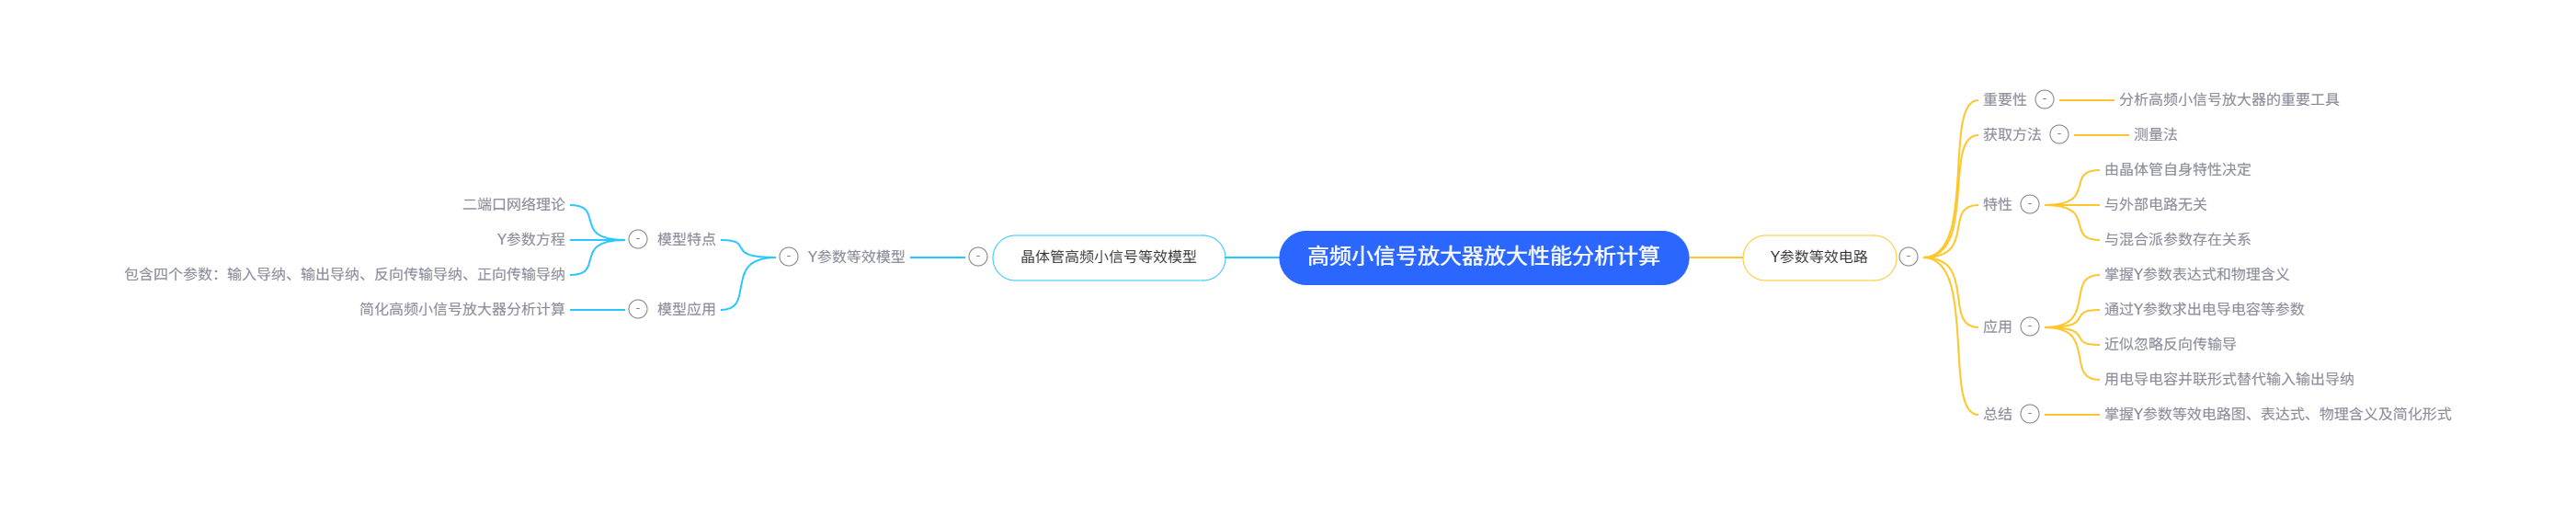 高频小信号放大器放大性能分析计算
晶体管高频小信号等效模型
Y参数等效模型
模型特点
二端口网络理论
Y参数方程
包含四个参数：输入导纳、输出导纳、反向传输导纳、正向传输导纳
模型应用
简化高频小信号放大器分析计算
Y参数等效电路
重要性
分析高频小信号放大器的重要工具
获取方法
测量法
特性
由晶体管自身特性决定
与外部电路无关
与混合派参数存在关系
应用
掌握Y参数表达式和物理含义
通过Y参数求出电导电容等参数
近似忽略反向传输导
用电导电容并联形式替代输入输出导纳
总结
掌握Y参数等效电路图、表达式、物理含义及简化形式